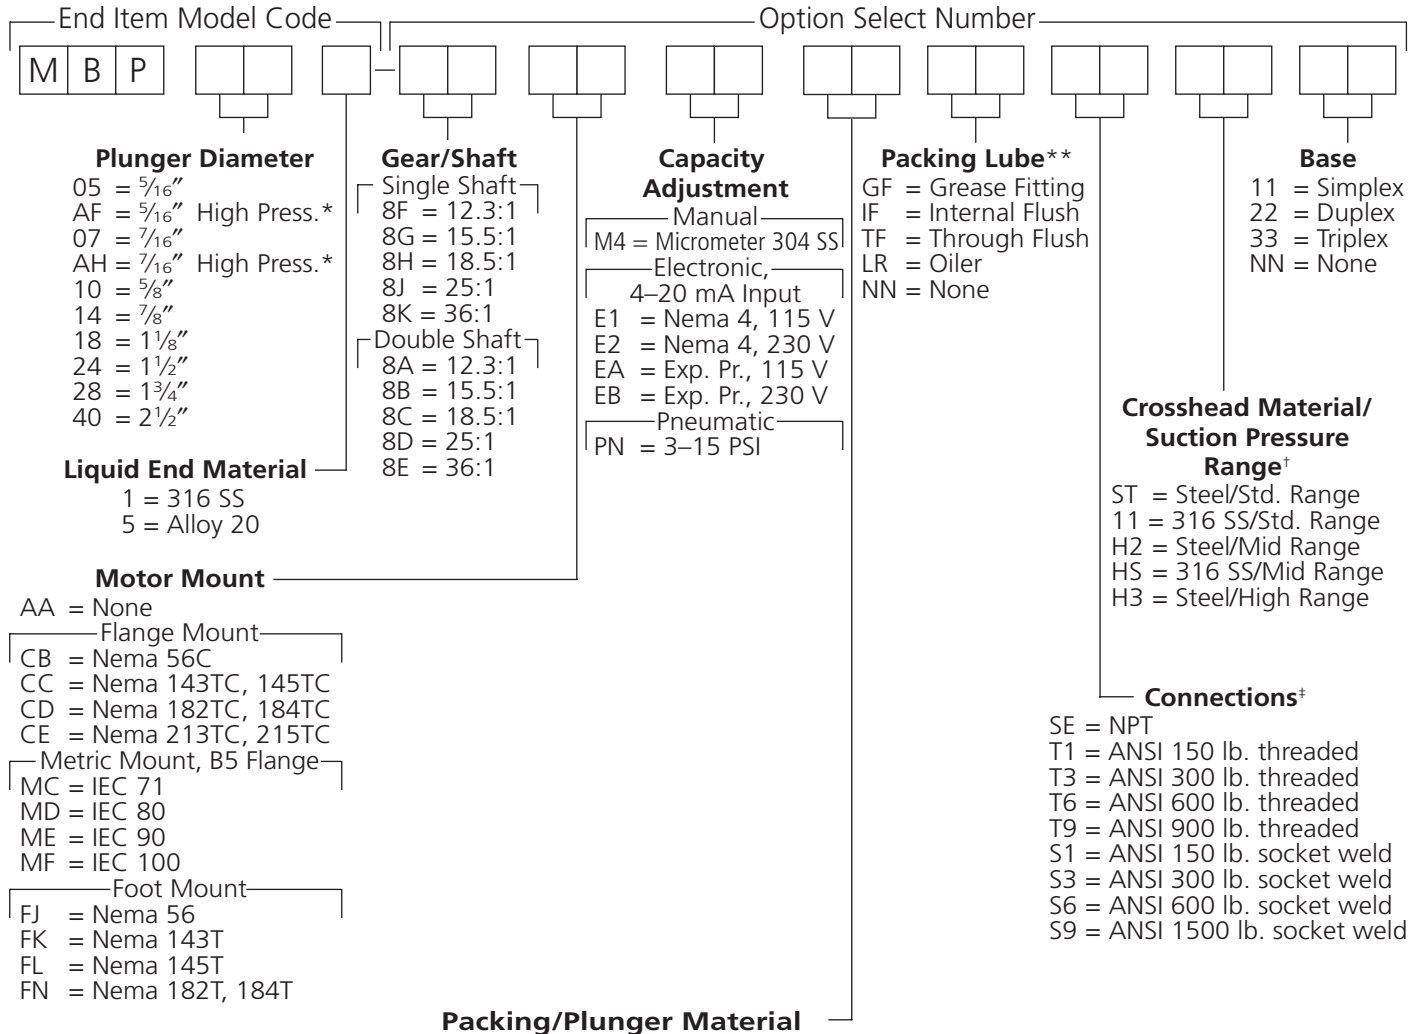 End Item Model Code
Option Select Number
M B P
Plunger Diameter
05 = 5⁄16″
AF = 5⁄16″ High Press.*
07 = 7⁄16″
AH = 7⁄16″ High Press.*
10 = 5⁄8″
14 = 7⁄8″
18 = 11⁄8″
24 = 11⁄2″
28 = 13⁄4″
40 = 21⁄2″
Liquid End Material
1 = 316 SS
5 = Alloy 20
Gear/Shaft
Single Shaft
8F = 12.3:1
8G = 15.5:1
8H = 18.5:1
8J = 25:1
8K = 36:1
Double Shaft
8A = 12.3:1
8B = 15.5:1
8C = 18.5:1
8D = 25:1
8E = 36:1
Motor Mount
AA = None
Flange Mount
CB = Nema 56C
CC = Nema 143TC, 145TC
CD = Nema 182TC, 184TC
CE = Nema 213TC, 215TC
Metric Mount, B5 Flange
MC = IEC 71
MD = IEC 80
ME = IEC 90
MF = IEC 100
Foot Mount
FJ = Nema 56
FK = Nema 143T
FL = Nema 145T
FN = Nema 182T, 184T
Capacity
Adjustment
Manual
M4 = Micrometer 304 SS
Electronic,
4–20 mA Input
E1 = Nema 4, 115 V
E2 = Nema 4, 230 V
EA = Exp. Pr., 115 V
EB = Exp. Pr., 230 V
Pneumatic
PN = 3–15 PSI
Packing/Plunger Material
Packing Lube**
GF = Grease Fitting
IF = Internal Flush
TF = Through Flush
LR = Oiler
NN = None
Connections‡
SE = NPT
T1 = ANSI 150 lb. threaded
T3 = ANSI 300 lb. threaded
T6 = ANSI 600 lb. threaded
T9 = ANSI 900 lb. threaded
S1 = ANSI 150 lb. socket weld
S3 = ANSI 300 lb. socket weld
S6 = ANSI 600 lb. socket weld
S9 = ANSI 1500 lb. socket weld
Crosshead Material/
Suction Pressure
Range†
ST = Steel/Std. Range
11 = 316 SS/Std. Range
H2 = Steel/Mid Range
HS = 316 SS/Mid Range
H3 = Steel/High Range
Base
11 = Simplex
22 = Duplex
33 = Triplex
NN = None